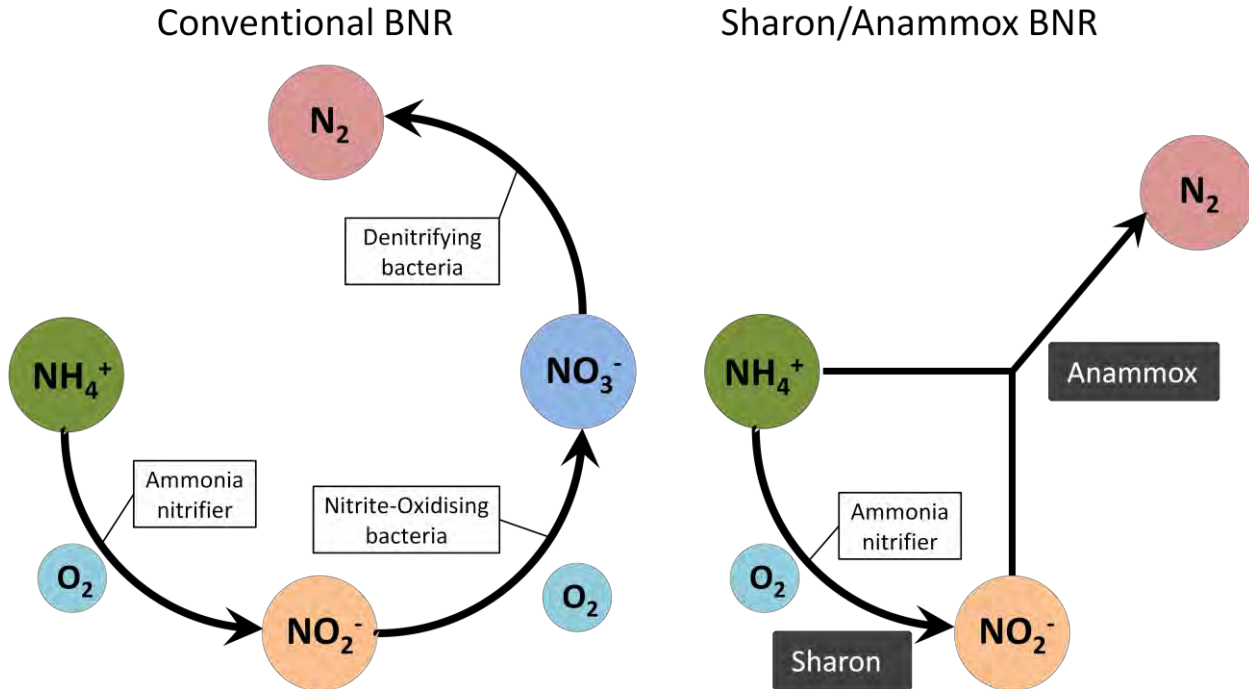 Conventional BNR
N₂
Denitrifying
bacteria
NH₄⁺
NO₃⁻
Ammonia
nitrifier
Nitrite-Oxidising
bacteria
O₂
O₂
NO₂⁻
Sharon/Anammox BNR
N₂
NH₄⁺
Anammox
Ammonia
nitrifier
O₂
NO₂⁻
Sharon